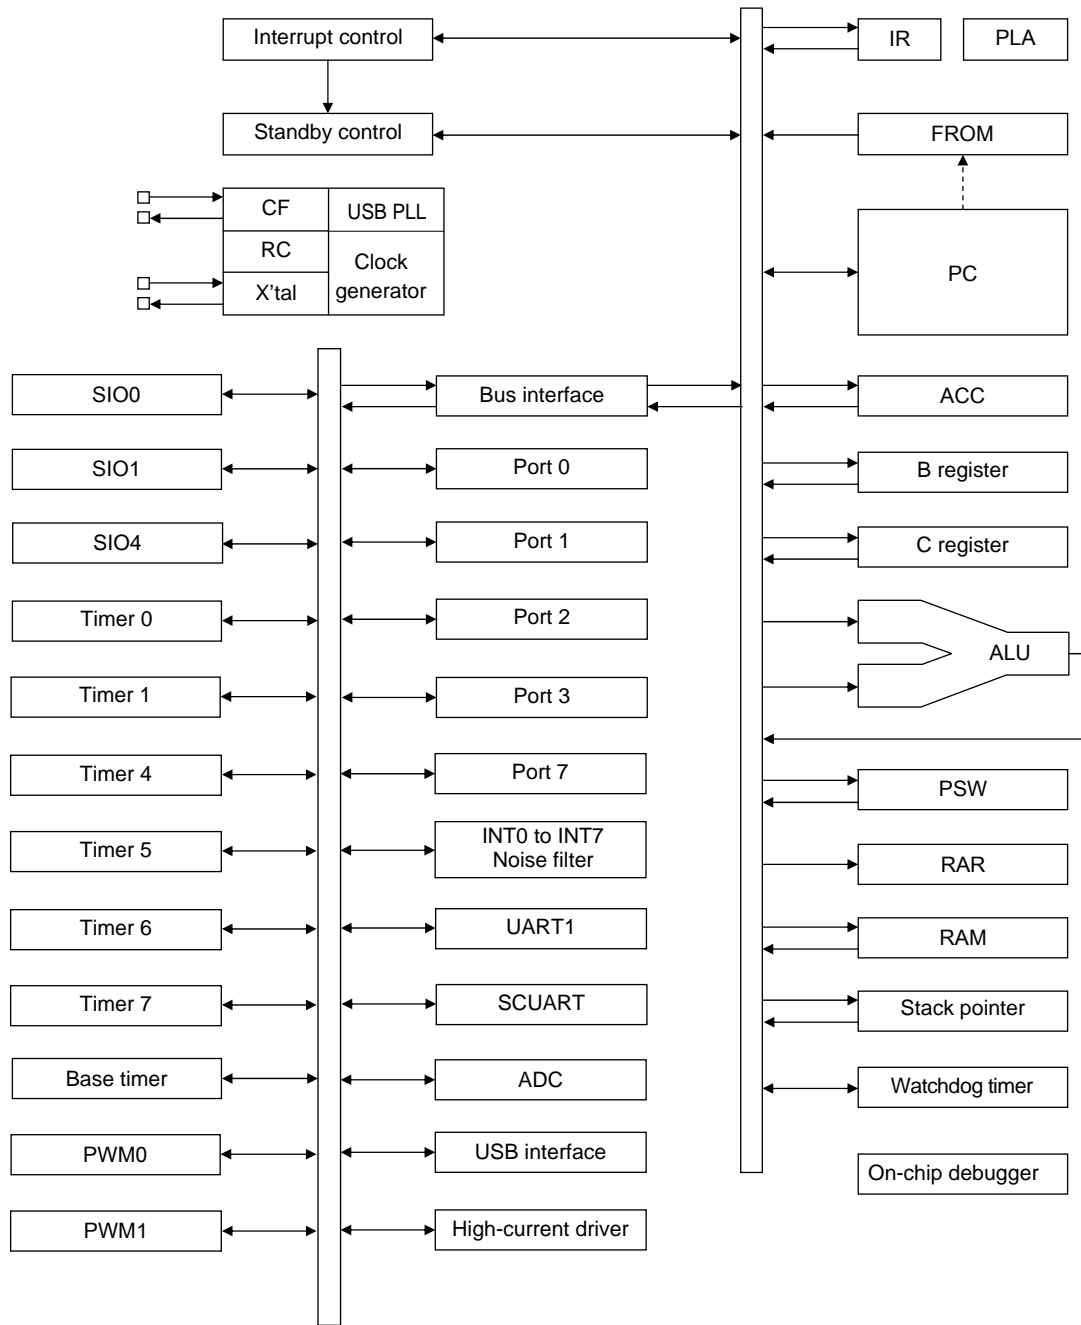 Interrupt control
IR
PLA
Standby control
FROM
CF
USB PLL
RC
Clock
generator
X'tal
PC
SIO0
Bus interface
ACC
SIO1
Port 0
B register
SIO4
Port 1
C register
Timer 0
Port 2
ALU
Timer 1
Port 3
Timer 4
Port 7
PSW
Timer 5
INT0 to INT7
Noise filter
RAR
Timer 6
UART1
RAM
Timer 7
SCUART
Stack pointer
Base timer
ADC
Watchdog timer
PWM0
USB interface
On-chip debugger
PWM1
High-current driver